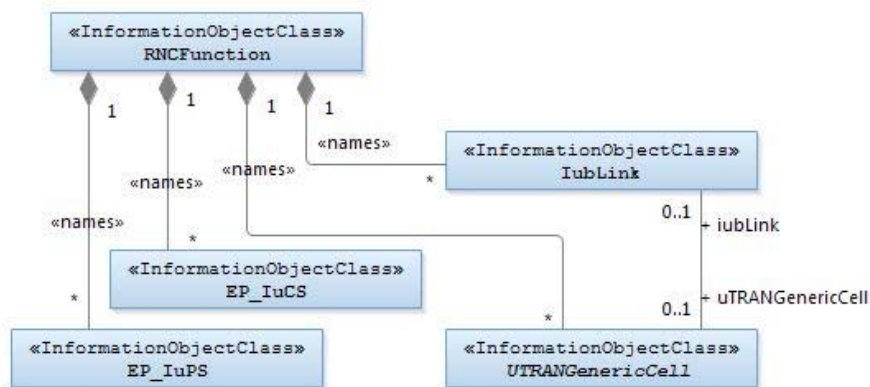 «InformationObjectClass»
RNCFunction
1
1
1
1
«names»
«names»
«names»
«names»
«InformationObjectClass»
IubLink
*
0..1
+ iubLink
*
«InformationObjectClass»
EP_IuCS
*
+ uTRANGenericCell
0..1
*
«InformationObjectClass»
EP_IuPS
«InformationObjectClass»
UTRANGenericCell